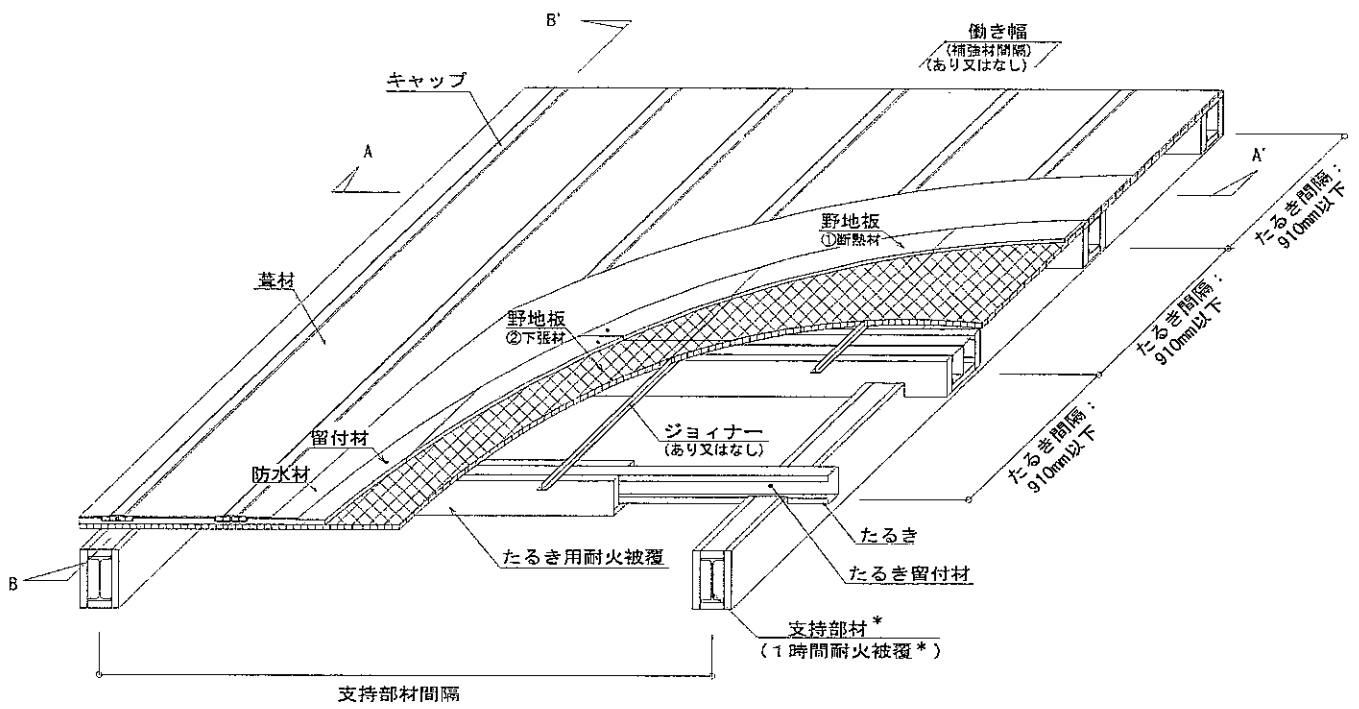 B'
働き幅
(補強材間隔)
(あり又はなし)
キャップ
A
A'
野地板
①断熱材
たるき間隔：
910mm以下
葺材
野地板
②下張材
たるき間隔：
910mm以下
留付材
ジョイナー
(あり又はなし)
防水材
たるき間隔：
910mm以下
たるき
たるき用耐火被覆
たるき留付材
B
支持部材*
(1時間耐火被覆*)
支持部材間隔